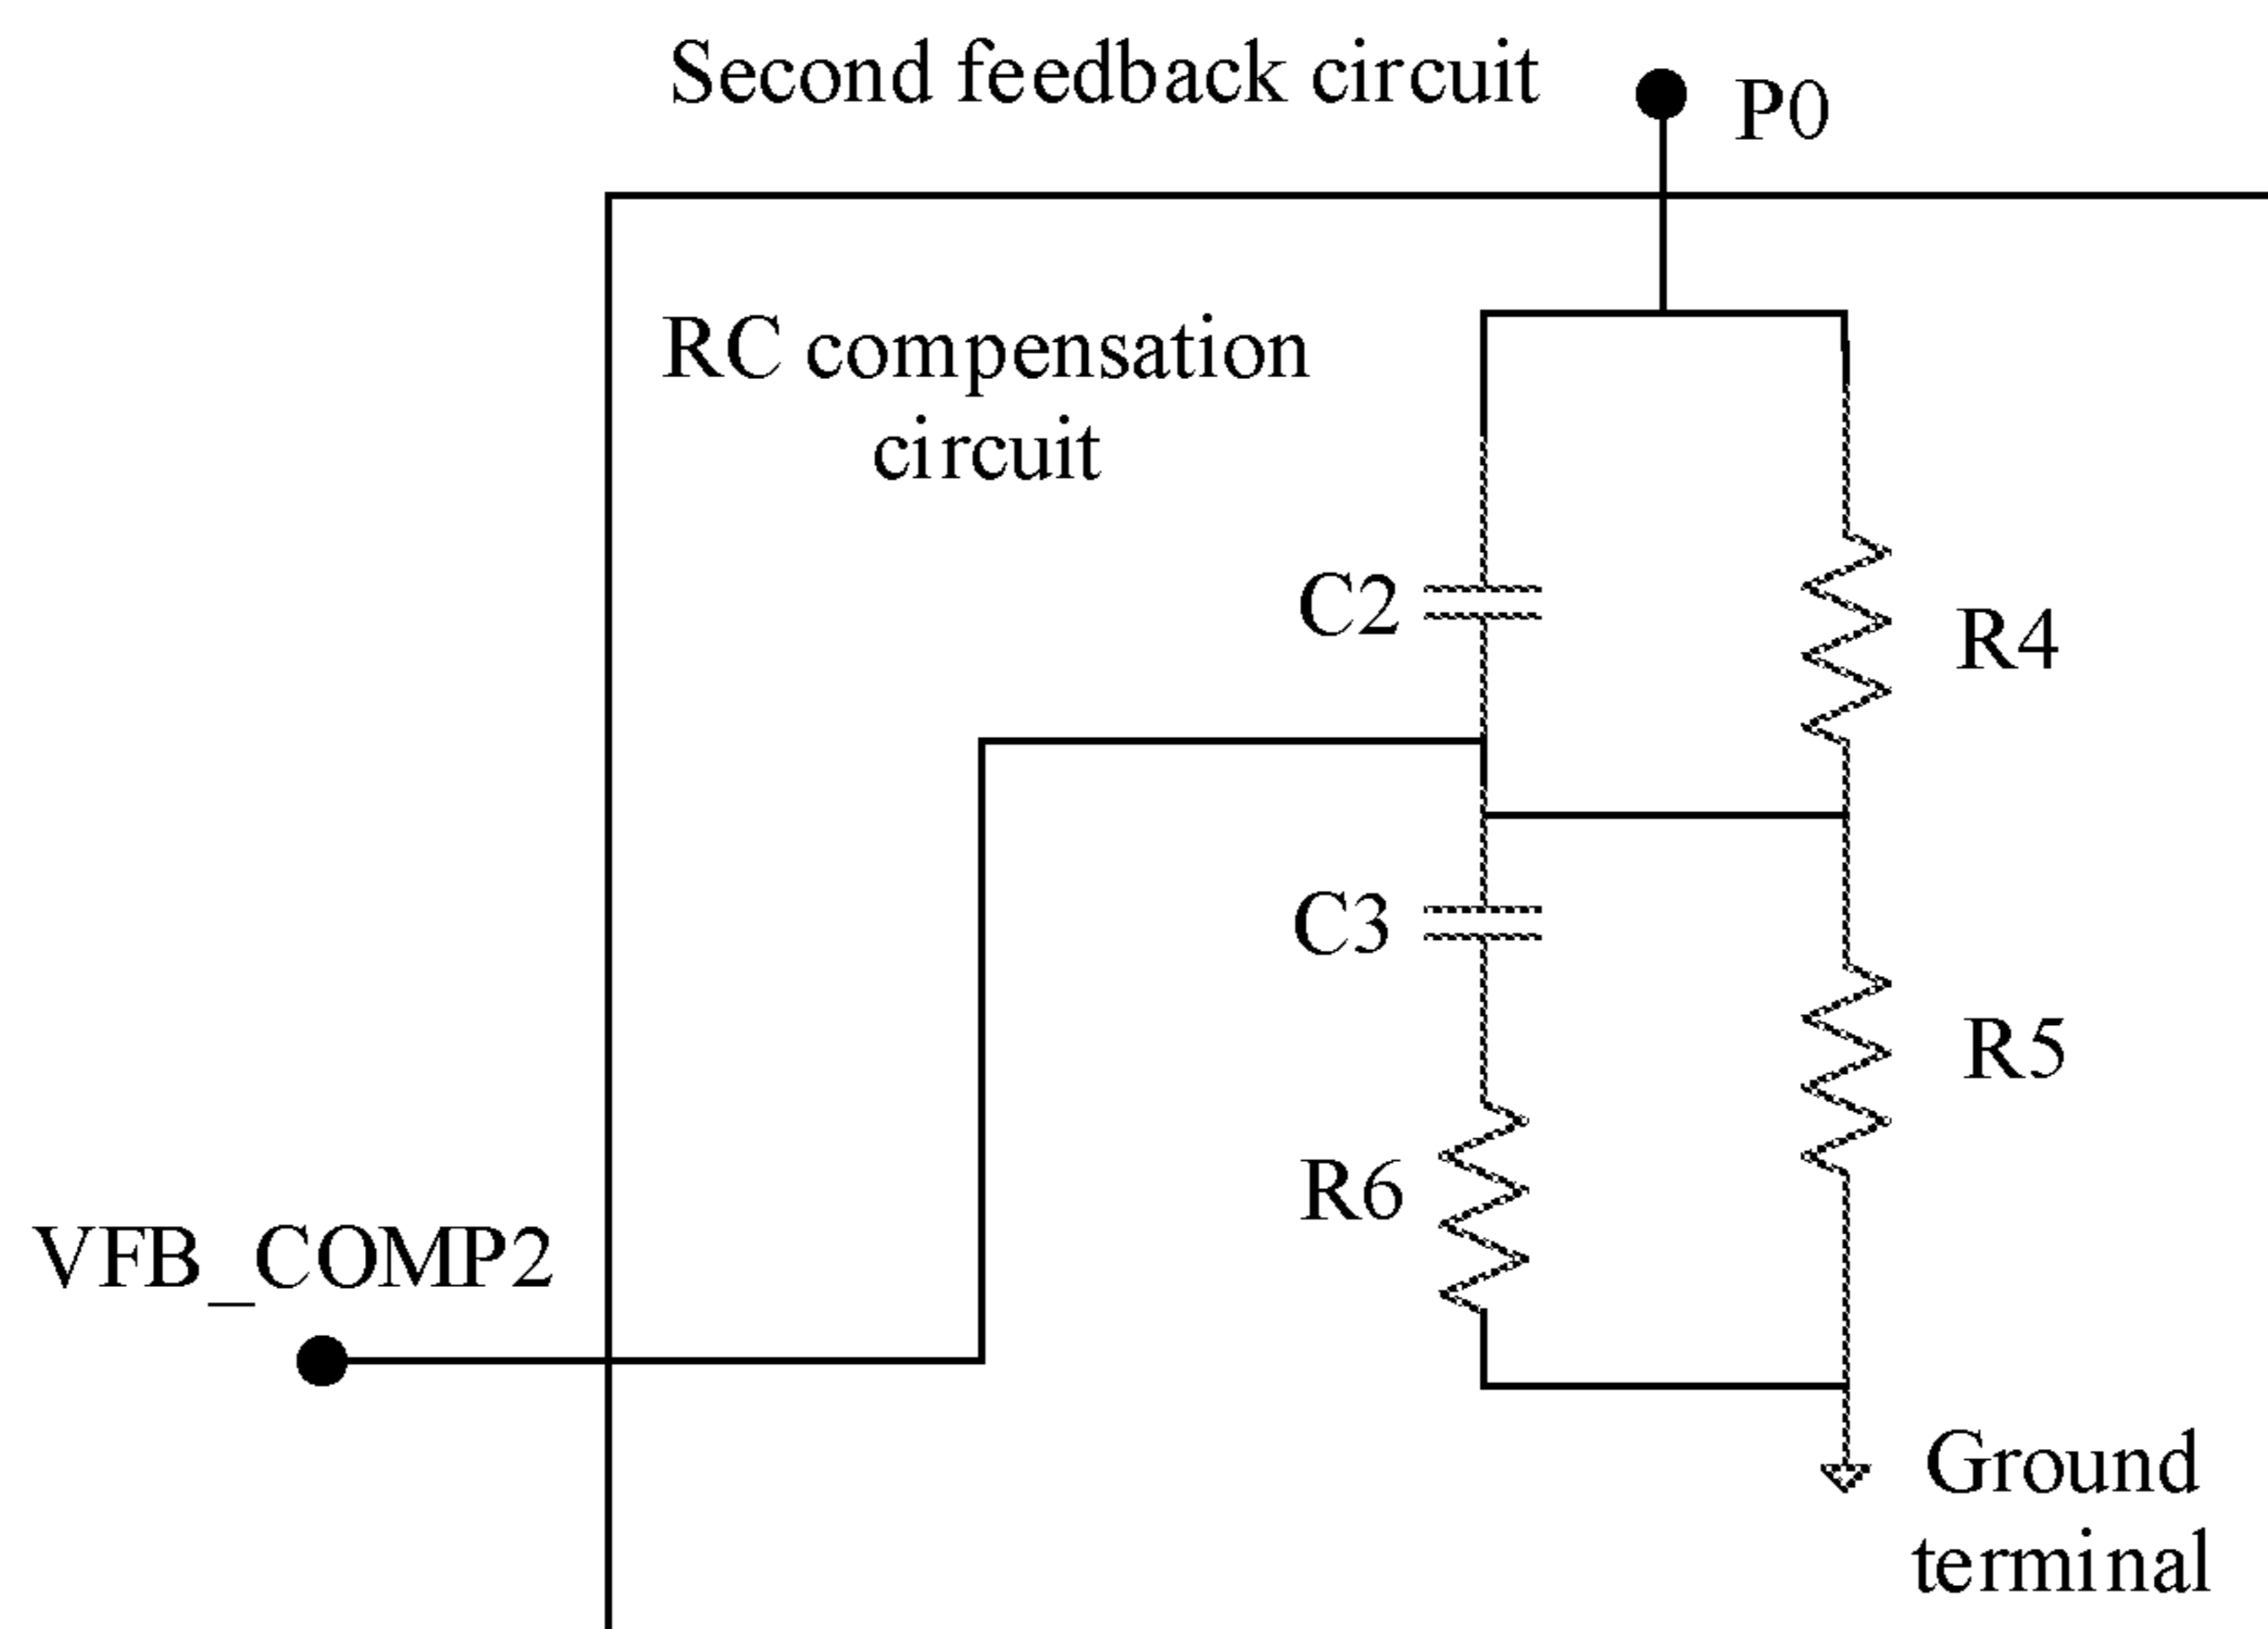 Second feedback circuit
P0
RC compensation
circuit
C2
R4
C3
R5
R6
VFB_COMP2
Ground
terminal